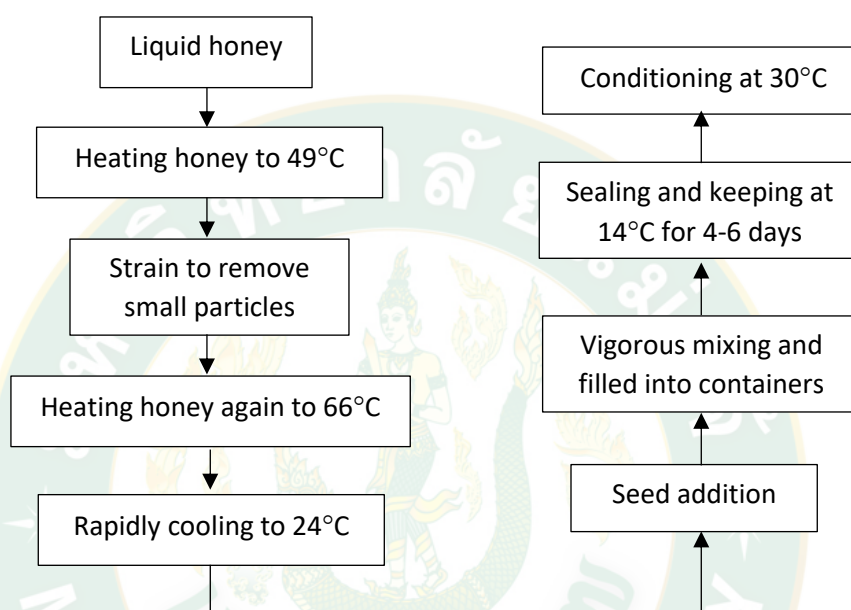 Liquid honey
Heating honey to 49°C
Strain to remove
small particles
Heating honey again to 66°C
Rapidly cooling to 24°C
Seed addition
Vigorous mixing and
filled into containers
Sealing and keeping at
14°C for 4-6 days
Conditioning at 30°C